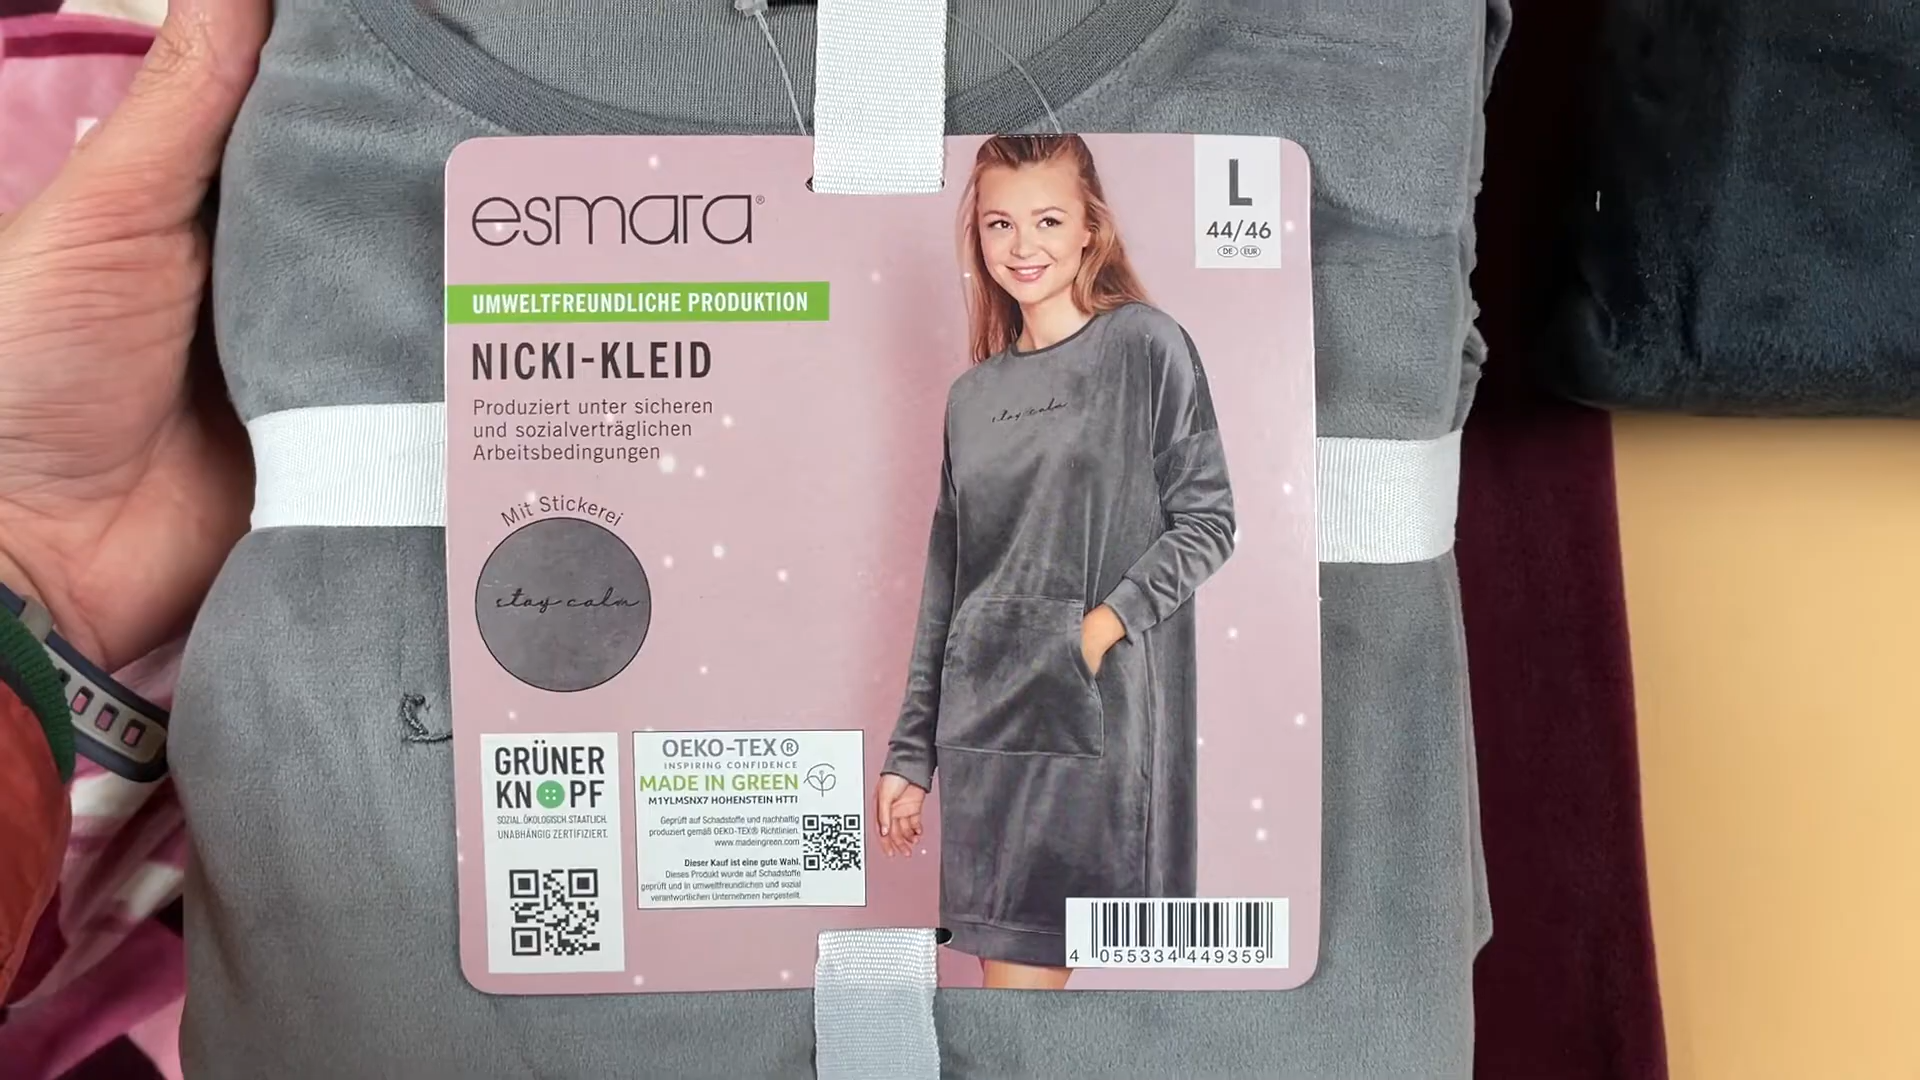 esmara®
L
44/46
DE EUR
UMWELTFREUNDLICHE PRODUKTION
NICKI-KLEID
Produziert unter sicheren
und sozialverträglichen
Arbeitsbedingungen
Mit Stickerei
stay calm
stay calm
GRÜNER
KNOPF
SOZIAL. ÖKOLOGISCH. STAATLICH.
UNABHÄNGIG ZERTIFIZIERT.
OEKO-TEX®
INSPIRING CONFIDENCE
MADE IN GREEN
M1YLMSNX7 HOHENSTEIN HTTI
Geprüft auf Schadstoffe und nachhaltig
produziert gemäß OEKO-TEX® Richtlinien.
www.madeingreen.com
Dieser Kauf ist eine gute Wahl.
Dieses Produkt wurde auf Schadstoffe
geprüft und in umweltfreundlichen und sozial
verantwortlichen Unternehmen hergestellt.
4 055334 449359